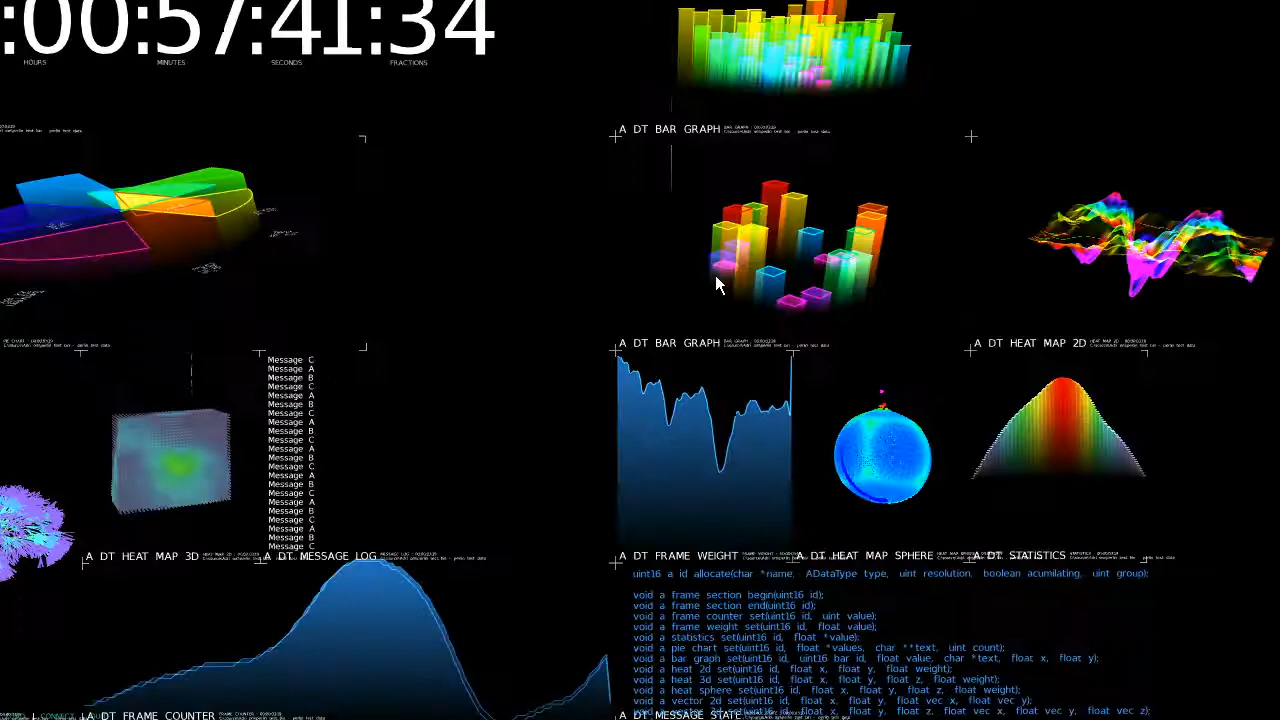 :00:57:41:34
HOURS MINUTES SECONDS FRACTIONS
A DT BAR GRAPH
A DT BAR GRAPH
A DT HEAT MAP 2D
Message C
Message A
Message B
Message C
Message A
Message B
Message C
Message A
Message B
Message C
Message A
Message B
Message C
Message A
Message B
Message C
Message A
Message B
Message C
Message A
Message B
Message C
A DT HEAT MAP 3D
A DT MESSAGE LOG
A DT FRAME WEIGHT
A DT HEAT MAP SPHERE
A DT STATISTICS
uint16 a id allocate(char *name, ADataType type, uint resolution, boolean acumilating, uint group);
void a frame section begin(uint16 id);
void a frame section end(uint16 id);
void a frame counter set(uint16 id, uint value);
void a frame weight set(uint16 id, float value);
void a statistics set(uint16 id, float *value);
void a pie chart set(uint16 id, float *values, char **text, uint count);
void a bar graph set(uint16 id, uint16 bar id, float value, char *text, float x, float y);
void a heat 2d set(uint16 id, float x, float y, float weight);
void a heat 3d set(uint16 id, float x, float y, float z, float weight);
void a heat sphere set(uint16 id, float x, float y, float z, float weight);
void a vector 2d set(uint16 id, float x, float y, float vec x, float vec y);
void a vector 3d set(uint16 id, float x, float y, float z, float vec x, float vec y, float vec z);
A DT FRAME COUNTER
A DT MESSAGE STATE